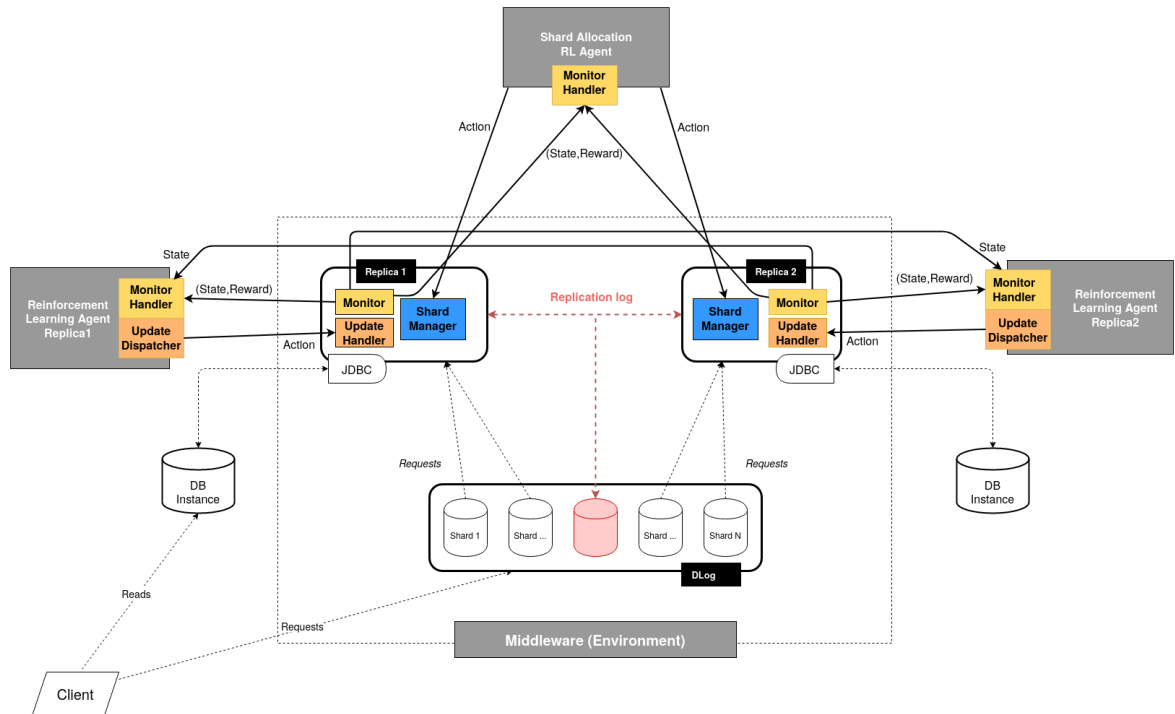 Shard Allocation
RL Agent
Monitor
Handler
Action
Action
(State,Reward)
State
State
Replica 1
Replica 2
Reinforcement
Learning Agent
Replica1
Monitor
Handler
Update
Dispatcher
(State,Reward)
Action
Monitor
Update
Handler
Shard
Manager
JDBC
Replication log
Shard
Manager
Monitor
Update
Handler
JDBC
(State,Reward)
Action
Monitor
Handler
Update
Dispatcher
Reinforcement
Learning Agent
Replica2
DB
Instance
Requests
Requests
DB
Instance
Shard 1
Shard ...
Shard ...
Shard N
DLog
Reads
Requests
Middleware (Environment)
Client